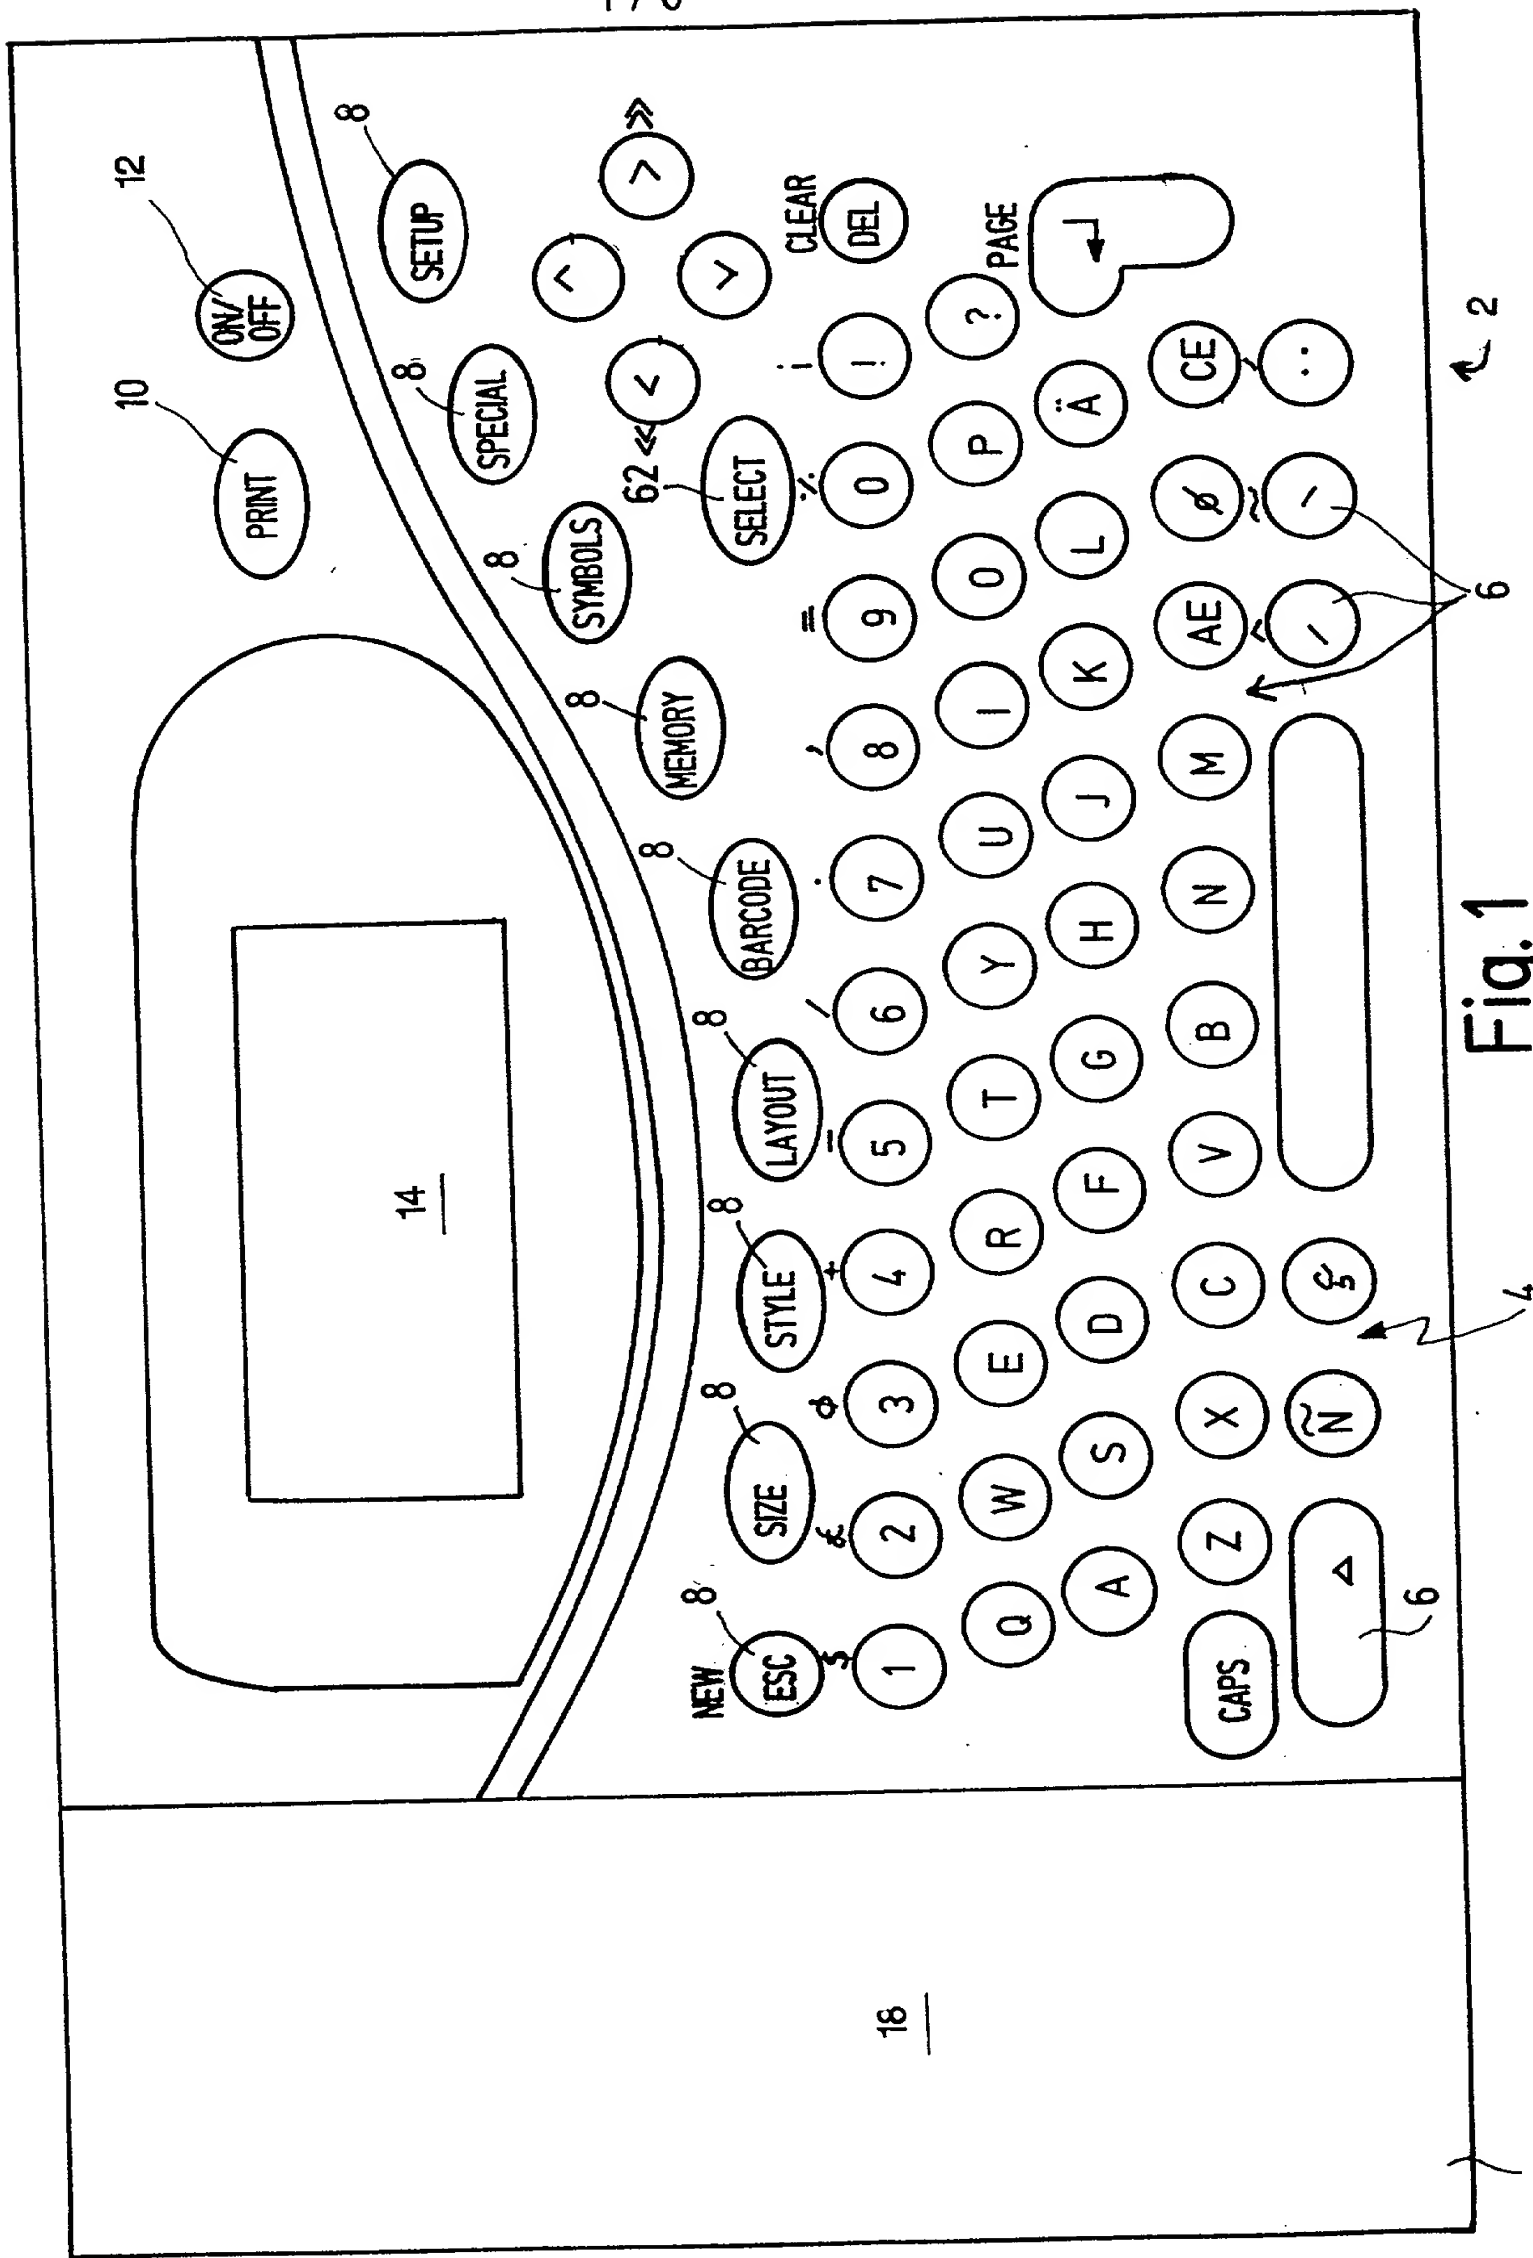 12
10
ON/
OFF
PRINT
14
8
SETUP
8
SPECIAL
8
SYMBOLS
8
MEMORY
8
BARCODE
8
LAYOUT
8
STYLE
8
SIZE
NEW
8
ESC
^
< >
v
«
»
62
SELECT
CLEAR
DEL
$ £ ¢ + = / . , " % ¡
1 2 3 4 5 6 7 8 9 0 !
Q W E R T Y U I O P ?
PAGE
A S D F G H J K L Ä
CAPS Z X C V B N M AE Ø CE
Ñ
6
4
6
2
18
Fig. 1